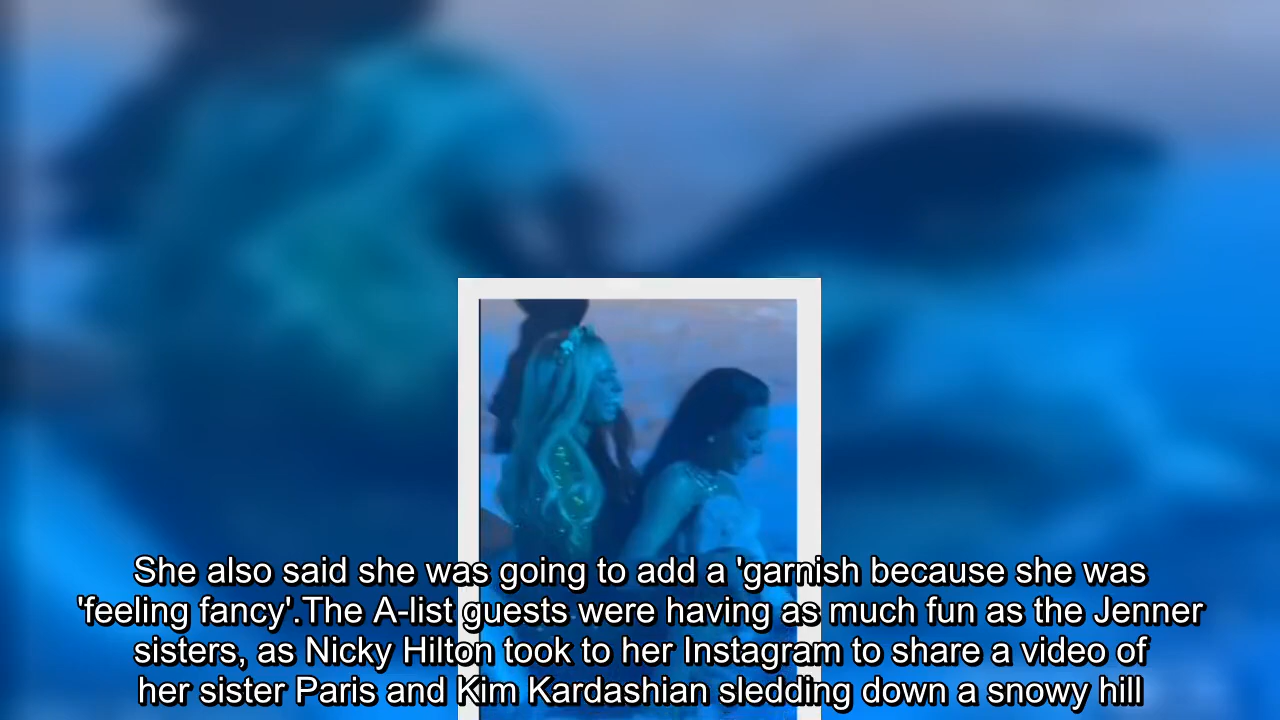 She also said she was going to add a 'garnish because she was
'feeling fancy'.The A-list guests were having as much fun as the Jenner
sisters, as Nicky Hilton took to her Instagram to share a video of
her sister Paris and Kim Kardashian sledding down a snowy hill